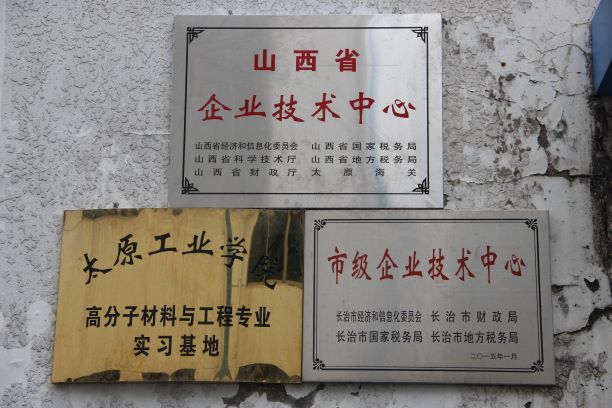 山西省
企业技术中心
山西省经济和信息化委员会 山西省国家税务局
山西省科学技术厅 山西省地方税务局
山西省财政厅 太原海关
太原工业学院
高分子材料与工程专业
实习基地
市级企业技术中心
长治市经济和信息化委员会 长治市财政局
长治市国家税务局 长治市地方税务局
二〇一五年一月